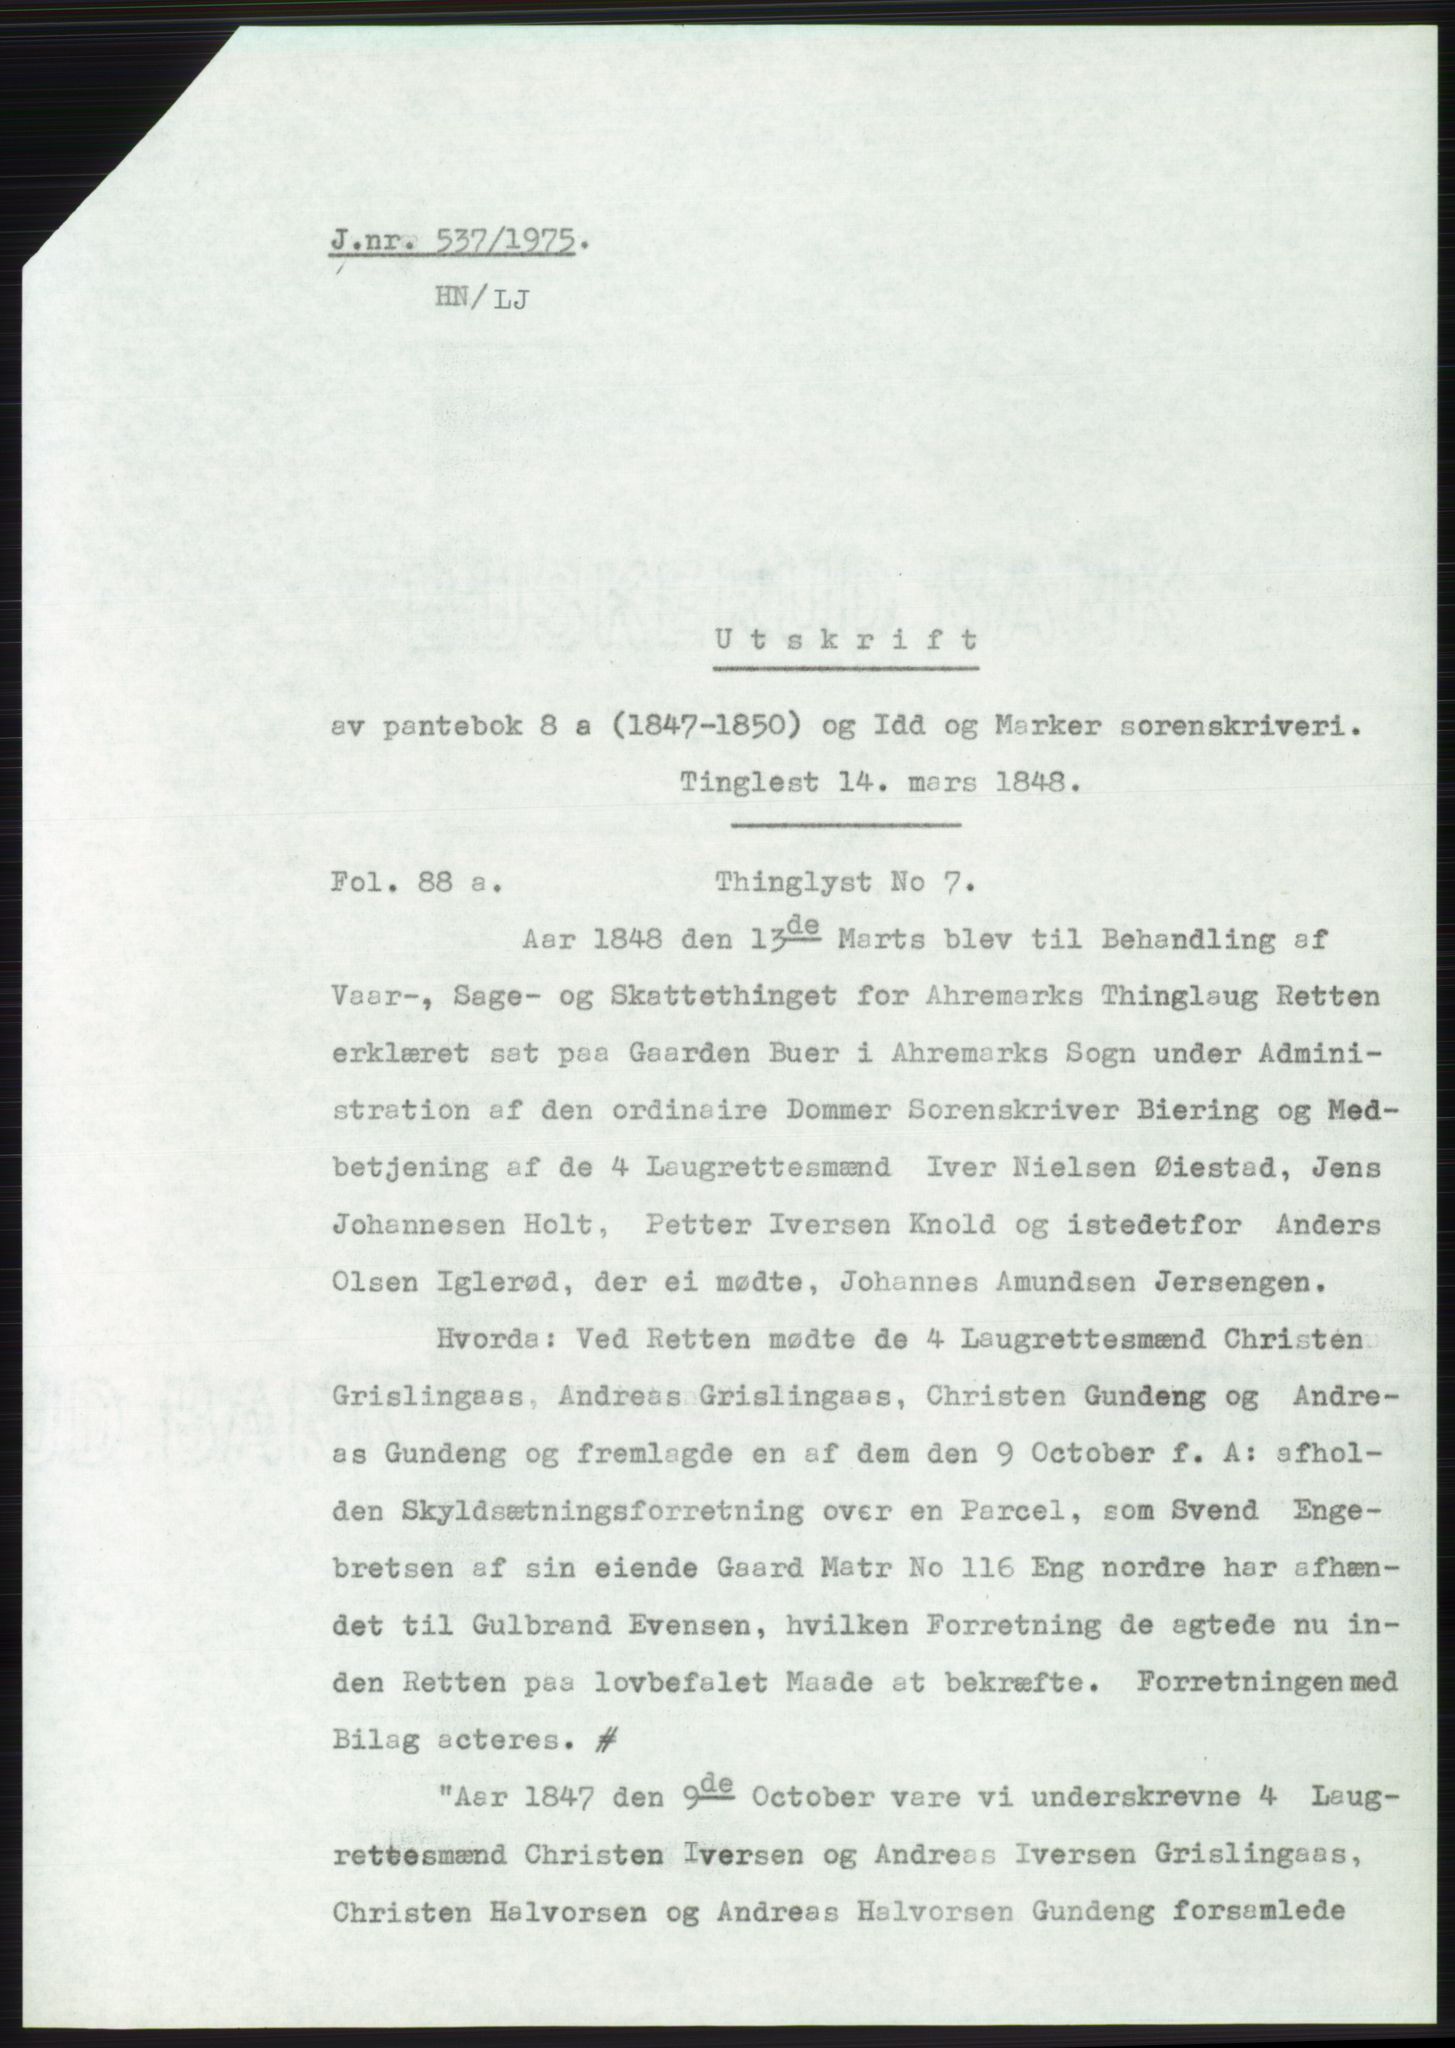 J.nr. 537/1975.
HN/LJ
Utskrift
av pantebok 8 a (1847-1850) og Idd og Marker sorenskriveri.
Tinglest 14. mars 1848.
Fol. 88 a. Thinglyst No 7.
Aar 1848 den 13de Marts blev til Behandling af
Vaar-, Sage- og Skattethinget for Ahremarks Thinglaug Retten
erklæret sat paa Gaarden Buer i Ahremarks Sogn under Admini-
stration af den ordinaire Dommer Sorenskriver Biering og Med-
betjening af de 4 Laugrettesmænd Iver Nielsen Øiestad, Jens
Johannesen Holt, Petter Iversen Knold og istedetfor Anders
Olsen Iglerød, der ei mødte, Johannes Amundsen Jersengen.
Hvorda: Ved Retten mødte de 4 Laugrettesmænd Christen
Grislingaas, Andreas Grislingaas, Christen Gundeng og Andre-
as Gundeng og fremlagde en af dem den 9 October f. A: afhol-
den Skyldsætningsforretning over en Parcel, som Svend Enge-
bretsen af sin eiende Gaard Matr No 116 Eng nordre har afhæn-
det til Gulbrand Evensen, hvilken Forretning de agtede nu in-
den Retten paa lovbefalet Maade at bekræfte. Forretningen med
Bilag acteres. #
"Aar 1847 den 9de October vare vi underskrevne 4 Laug-
rettesmænd Christen Iversen og Andreas Iversen Grislingaas,
Christen Halvorsen og Andreas Halvorsen Gundeng forsamlede